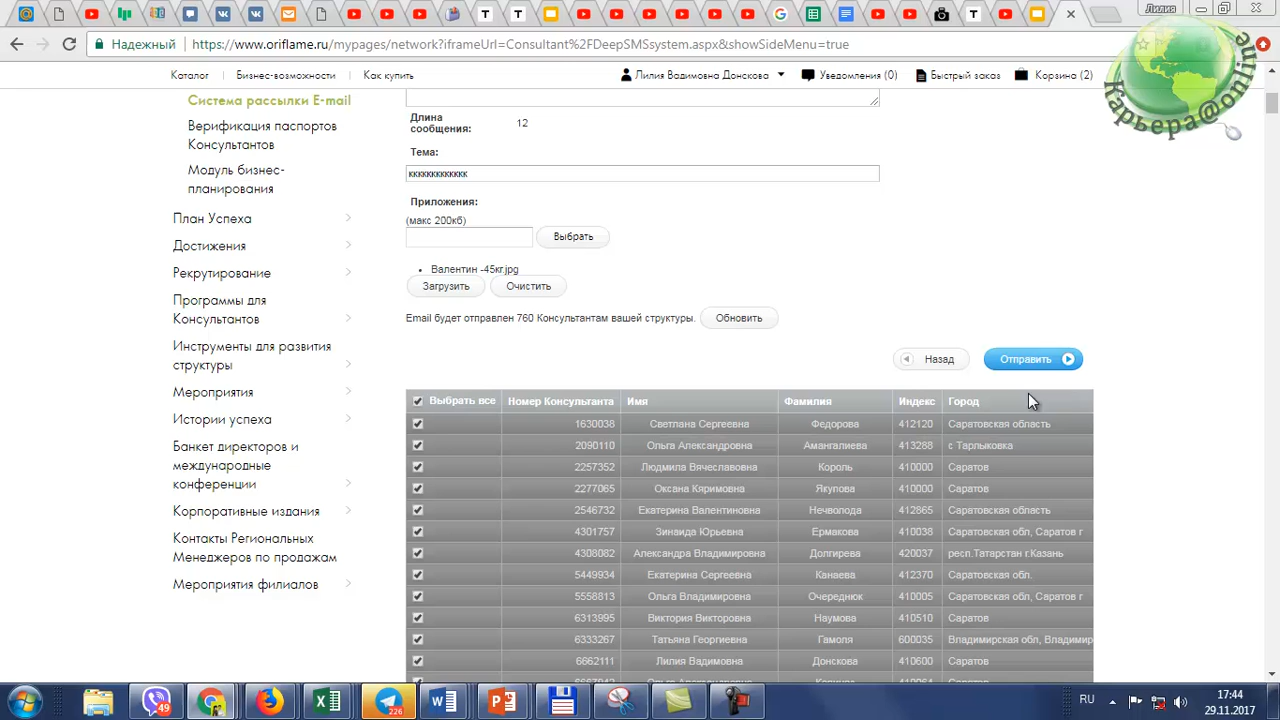 Лилия
Надежный
https://www.oriflame.ru/mypages/network?iframeUrl=Consultant%2FDeepSMSsystem.aspx&showSideMenu=true
Каталог Бизнес-возможности Как купить Лилия Вадимовна Донскова Уведомления (0) Быстрый заказ Корзина (2)
Карьера@online
Система рассылки E-mail
Верификация паспортов
Консультантов
Модуль бизнес-
планирования
План Успеха
Достижения
Рекрутирование
Программы для
Консультантов
Инструменты для развития
структуры
Мероприятия
Истории успеха
Банкет директоров и
международные
конференции
Корпоративные издания
Контакты Региональных
Менеджеров по продажам
Мероприятия филиалов
Длина
сообщения: 12
Тема:
Приложения:
(макс 200кб)
Выбрать
• Валентин -45кг.jpg
Загрузить Очистить
Email будет отправлен 760 Консультантам вашей структуры. Обновить
Назад Отправить
Выбрать все Номер Консультанта Имя Фамилия Индекс Город
1630038 Светлана Сергеевна Федорова 412120 Саратовская область
2090110 Ольга Александровна Амангалиева 413288 с Тарлыковка
2257352 Людмила Вячеславовна Король 410000 Саратов
2277065 Оксана Кяримовна Якупова 410000 Саратов
2546732 Екатерина Валентиновна Нечволода 412865 Саратовская область
4301757 Зинаида Юрьевна Ермакова 410038 Саратовская обл, Саратов г
4308082 Александра Владимировна Долгирева 420037 респ.Татарстан г.Казань
5449934 Екатерина Сергеевна Канаева 412370 Саратовская обл.
5558813 Ольга Владимировна Очереднюк 410005 Саратовская обл, Саратов г
6313995 Виктория Викторовна Наумова 410510 Саратов
6333267 Татьяна Георгиевна Гамоля 600035 Владимирская обл, Владимир
6662111 Лилия Вадимовна Донскова 410600 Саратов
49
226
RU
17:44
29.11.2017